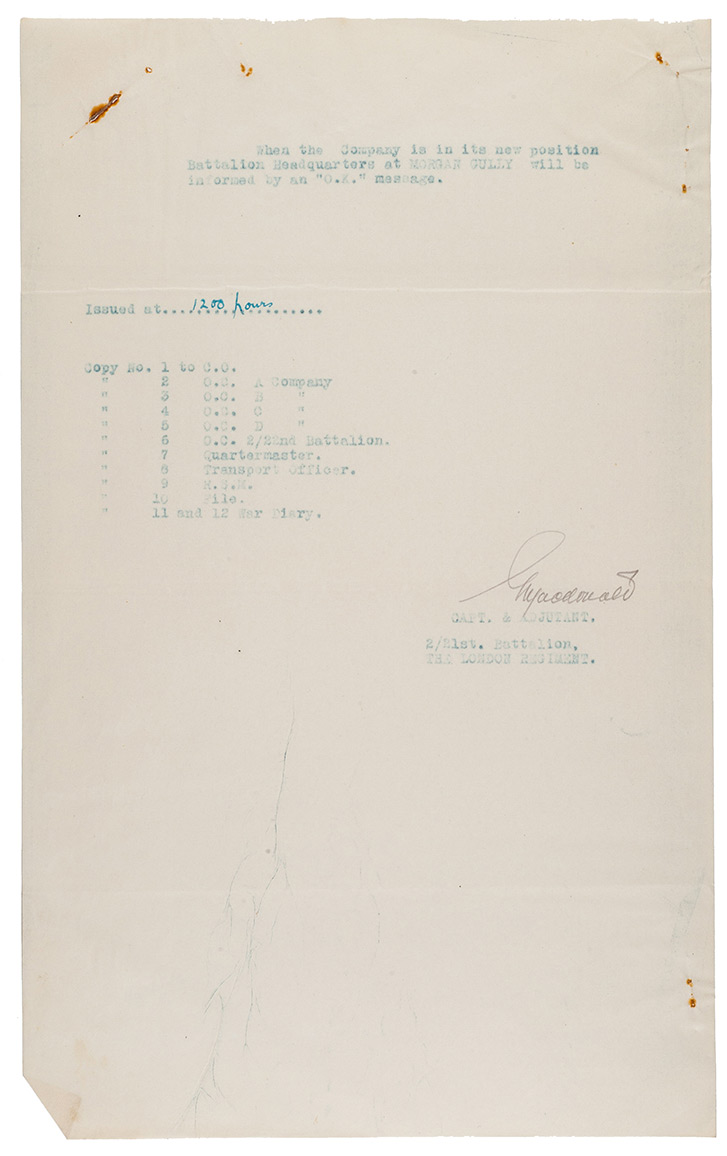 When the Company is in its new position
Battalion Headquarters at MORGAN GULLY will be
informed by an "O.K." message.
Issued at....1200 hours......
Copy No. 1 to C.O.
" 2 O.C. A Company
" 3 O.C. B "
" 4 O.C. C "
" 5 O.C. D "
" 6 O.C. 2/22nd Battalion.
" 7 Quartermaster.
" 8 Transport Officer.
" 9 R.S.M.
" 10 File.
" 11 and 12 War Diary.
Macdonald
CAPT. & ADJUTANT.
2/21st. Battalion,
THE LONDON REGIMENT.